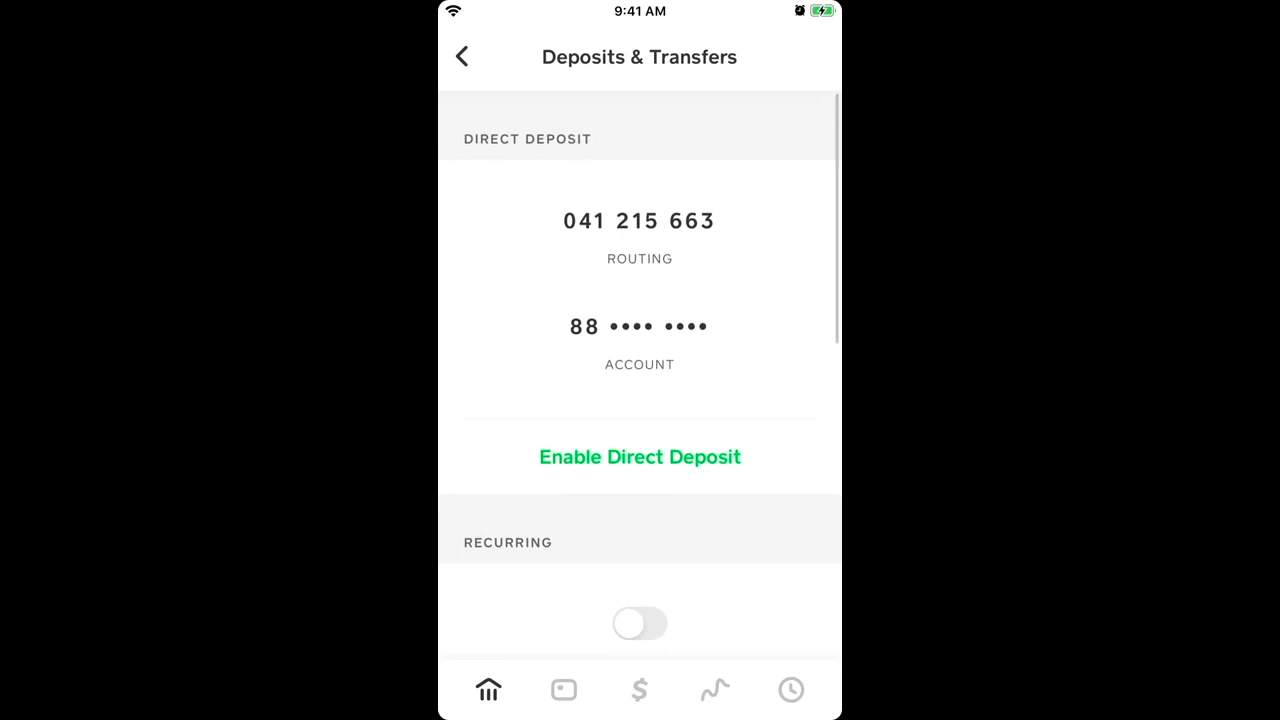 9:41 AM
Deposits & Transfers
DIRECT DEPOSIT
041 215 663
ROUTING
88 •••• ••••
ACCOUNT
Enable Direct Deposit
RECURRING
$